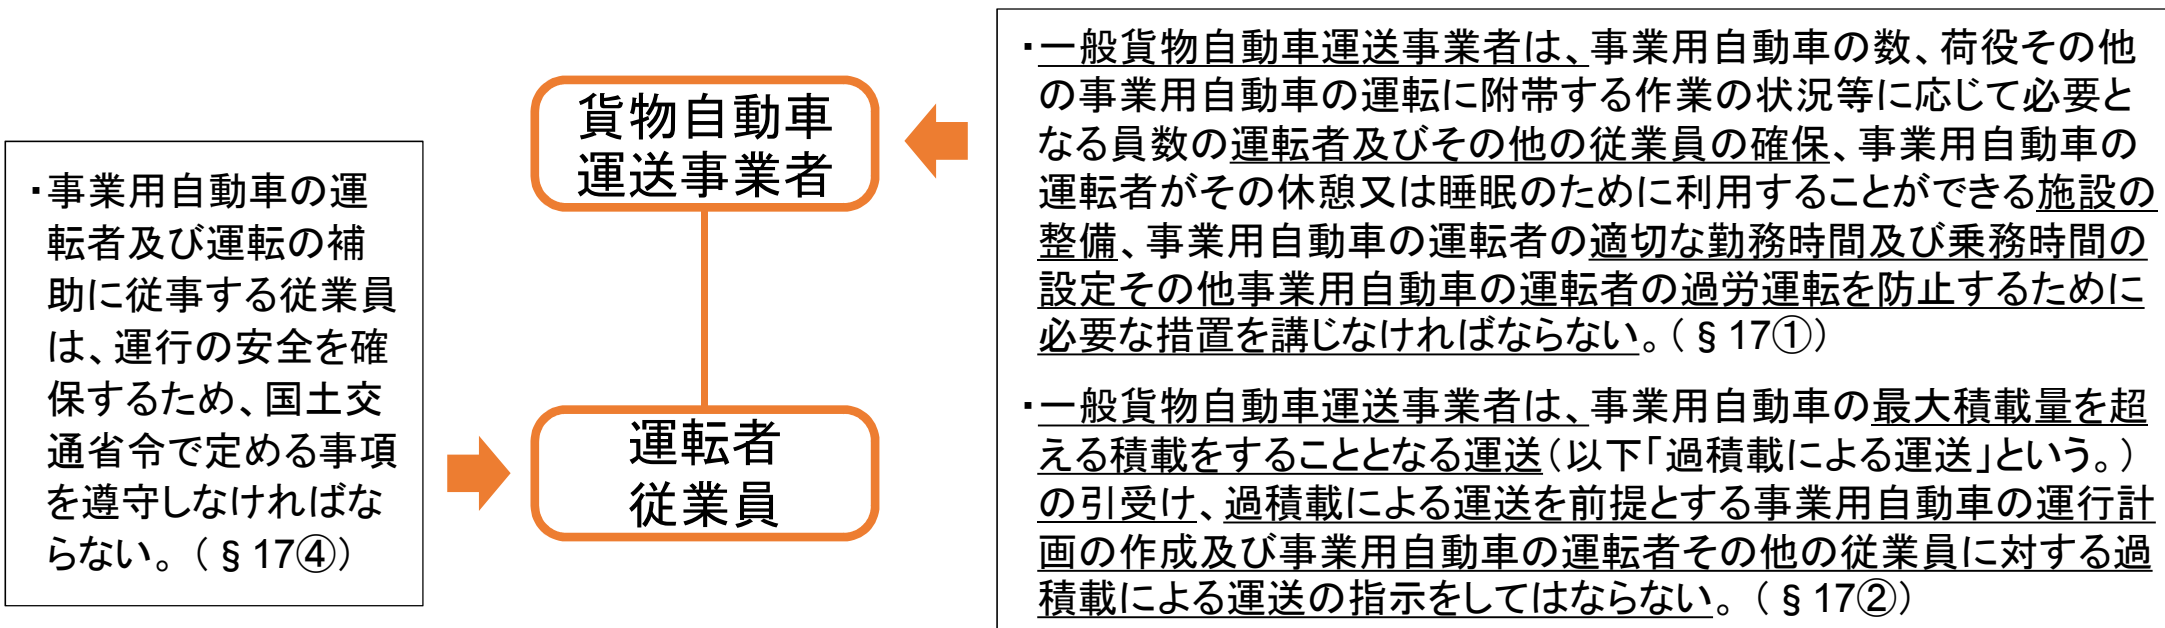 ・事業用自動車の運
転者及び運転の補
助に従事する従業員
は、運行の安全を確
保するため、国土交
通省令で定める事項
を遵守しなければな
らない。（§17④）
貨物自動車
運送事業者
運転者
従業員
・一般貨物自動車運送事業者は、事業用自動車の数、荷役その他
の事業用自動車の運転に附帯する作業の状況等に応じて必要と
なる員数の運転者及びその他の従業員の確保、事業用自動車の
運転者がその休憩又は睡眠のために利用することができる施設の
整備、事業用自動車の運転者の適切な勤務時間及び乗務時間の
設定その他事業用自動車の運転者の過労運転を防止するために
必要な措置を講じなければならない。（§17①）
・一般貨物自動車運送事業者は、事業用自動車の最大積載量を超
える積載をすることとなる運送（以下「過積載による運送」という。）
の引受け、過積載による運送を前提とする事業用自動車の運行計
画の作成及び事業用自動車の運転者その他の従業員に対する過
積載による運送の指示をしてはならない。（§17②）